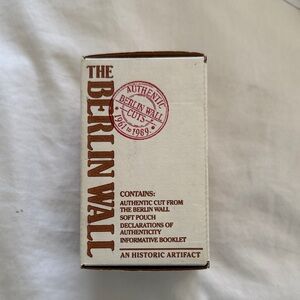 THE
BERLIN WALL
AUTHENTIC
BERLIN WALL
CUTS
1961 to 1989
CONTAINS:
AUTHENTIC CUT FROM
THE BERLIN WALL
SOFT POUCH
DECLARATIONS OF
AUTHENTICITY
INFORMATIVE BOOKLET
AN HISTORIC ARTIFACT